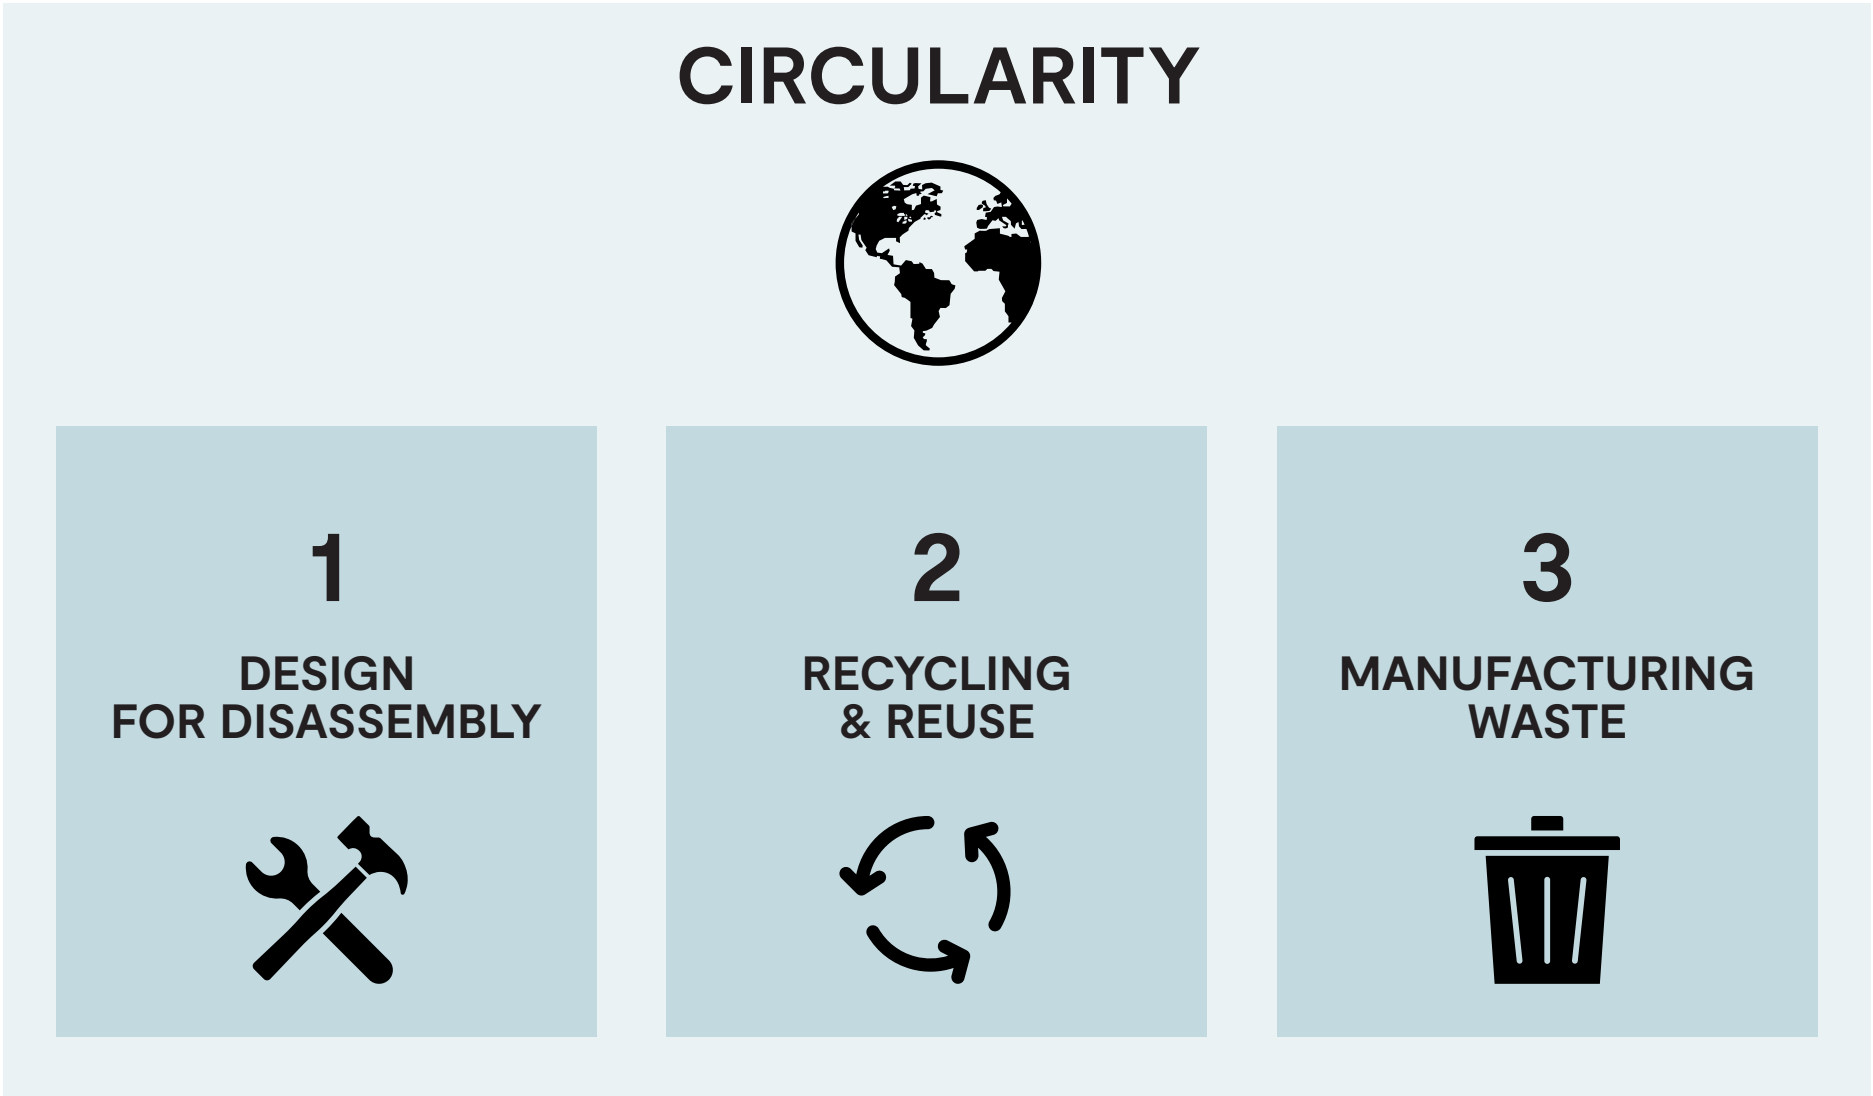 CIRCULARITY
1
DESIGN
FOR DISASSEMBLY
2
RECYCLING
& REUSE
3
MANUFACTURING
WASTE